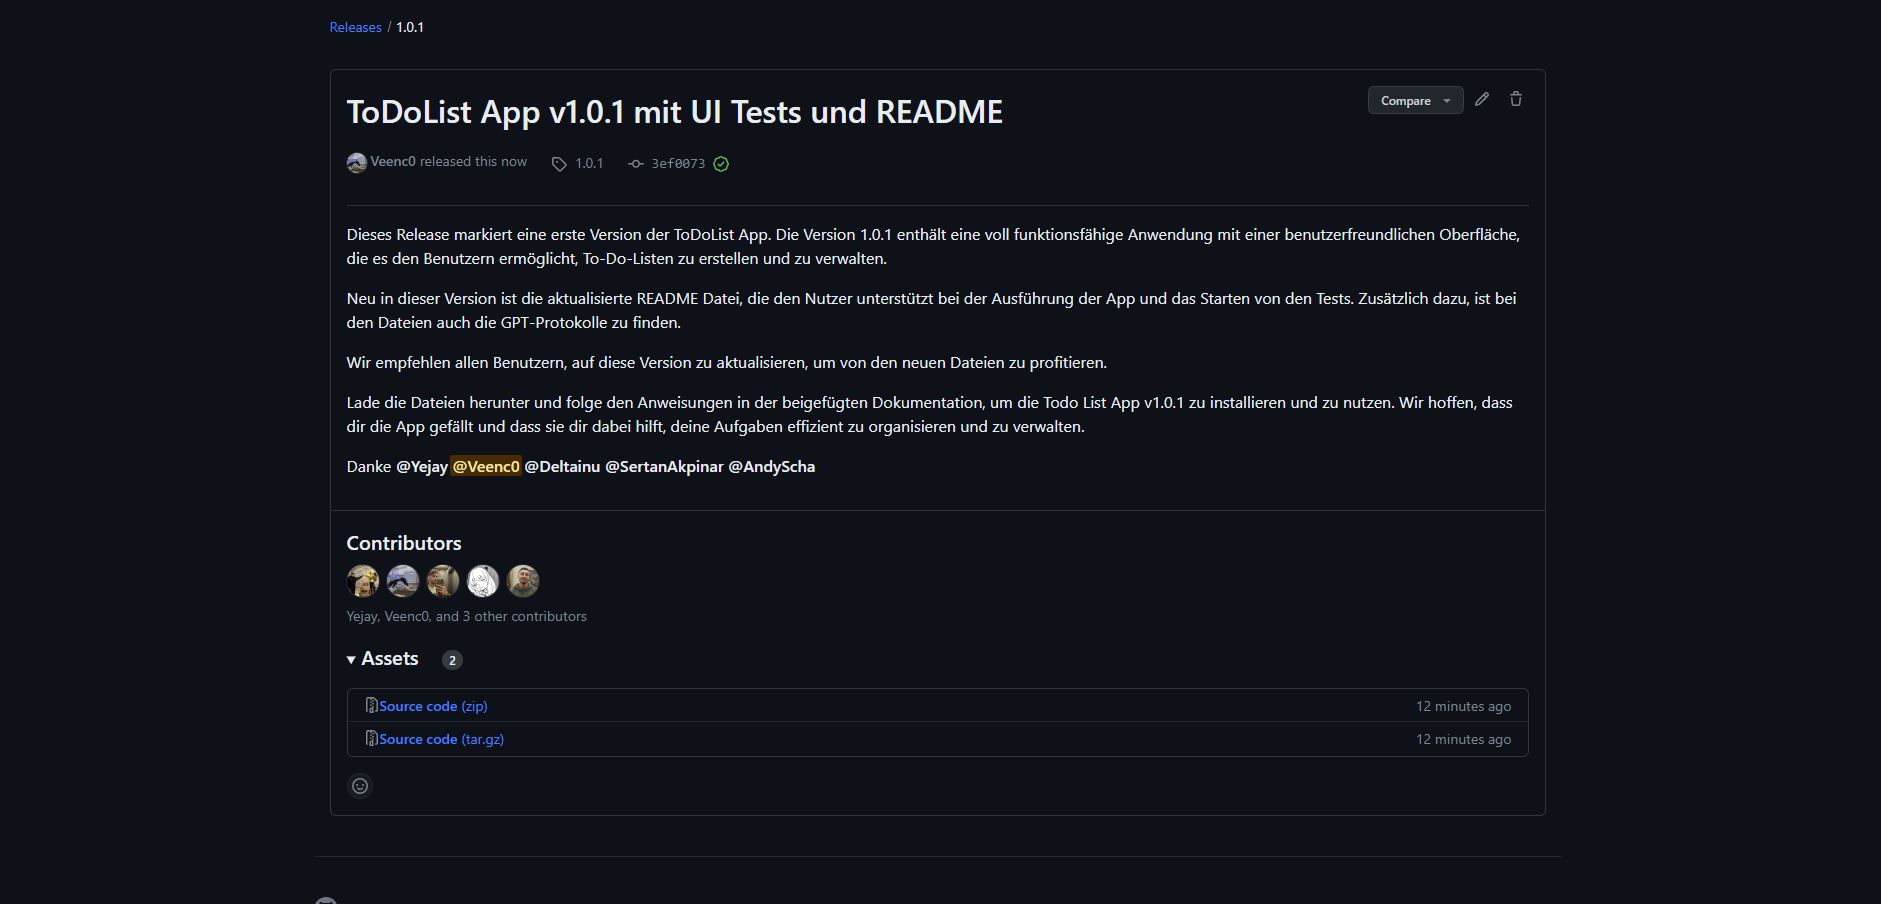 Releases / 1.0.1
ToDoList App v1.0.1 mit UI Tests und README
Compare
Veenc0 released this now 1.0.1 3ef0073
Dieses Release markiert eine erste Version der ToDoList App. Die Version 1.0.1 enthält eine voll funktionsfähige Anwendung mit einer benutzerfreundlichen Oberfläche,
die es den Benutzern ermöglicht, To-Do-Listen zu erstellen und zu verwalten.
Neu in dieser Version ist die aktualisierte README Datei, die den Nutzer unterstützt bei der Ausführung der App und das Starten von den Tests. Zusätzlich dazu, ist bei
den Dateien auch die GPT-Protokolle zu finden.
Wir empfehlen allen Benutzern, auf diese Version zu aktualisieren, um von den neuen Dateien zu profitieren.
Lade die Dateien herunter und folge den Anweisungen in der beigefügten Dokumentation, um die Todo List App v1.0.1 zu installieren und zu nutzen. Wir hoffen, dass
dir die App gefällt und dass sie dir dabei hilft, deine Aufgaben effizient zu organisieren und zu verwalten.
Danke @Yejay @Veenc0 @Deltainu @SertanAkpinar @AndyScha
Contributors
Yejay, Veenc0, and 3 other contributors
Assets 2
Source code (zip) 12 minutes ago
Source code (tar.gz) 12 minutes ago